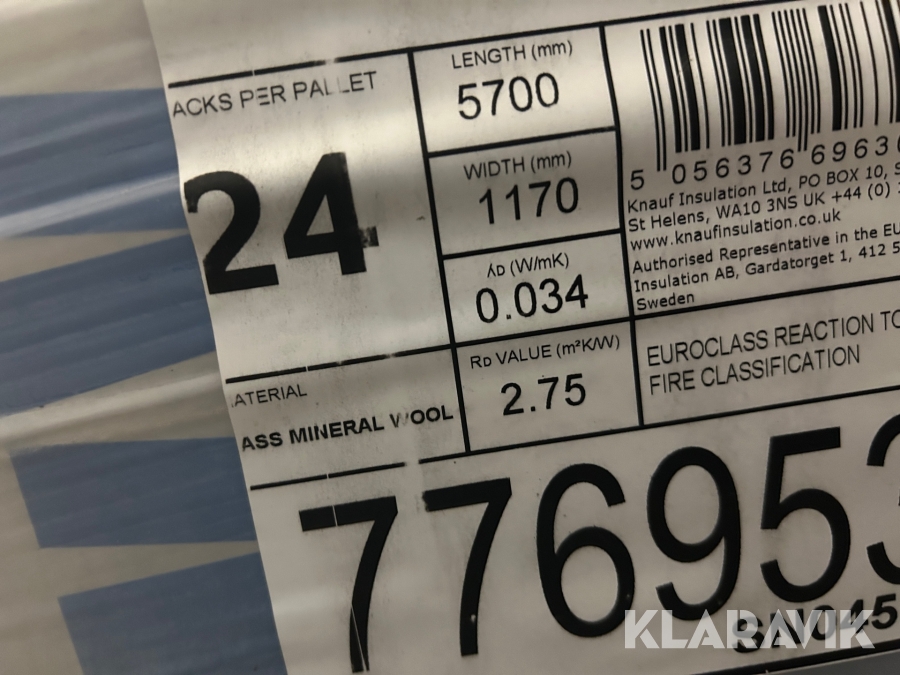 ACKS PER PALLET
24
LENGTH (mm)
5700
WIDTH (mm)
1170
λD (W/mK)
0.034
RD VALUE (m²K/W)
2.75
5 056376 6963
Knauf Insulation Ltd, PO BOX 10, S
St Helens, WA10 3NS UK +44 (0)
www.knaufinsulation.co.uk
Authorised Representative in the EU
Insulation AB, Gardatorget 1, 412 5
Sweden
ATERIAL
ASS MINERAL WOOL
EUROCLASS REACTION TO
FIRE CLASSIFICATION
776953
KLARAVIK